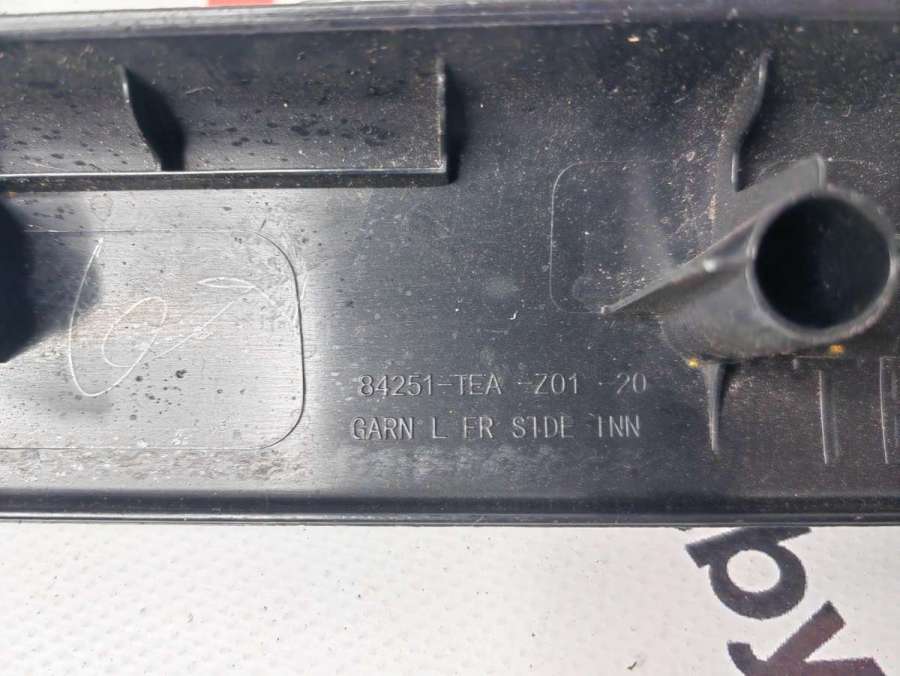 84251-TEA -Z01 -20
GARN L FR SIDE INN